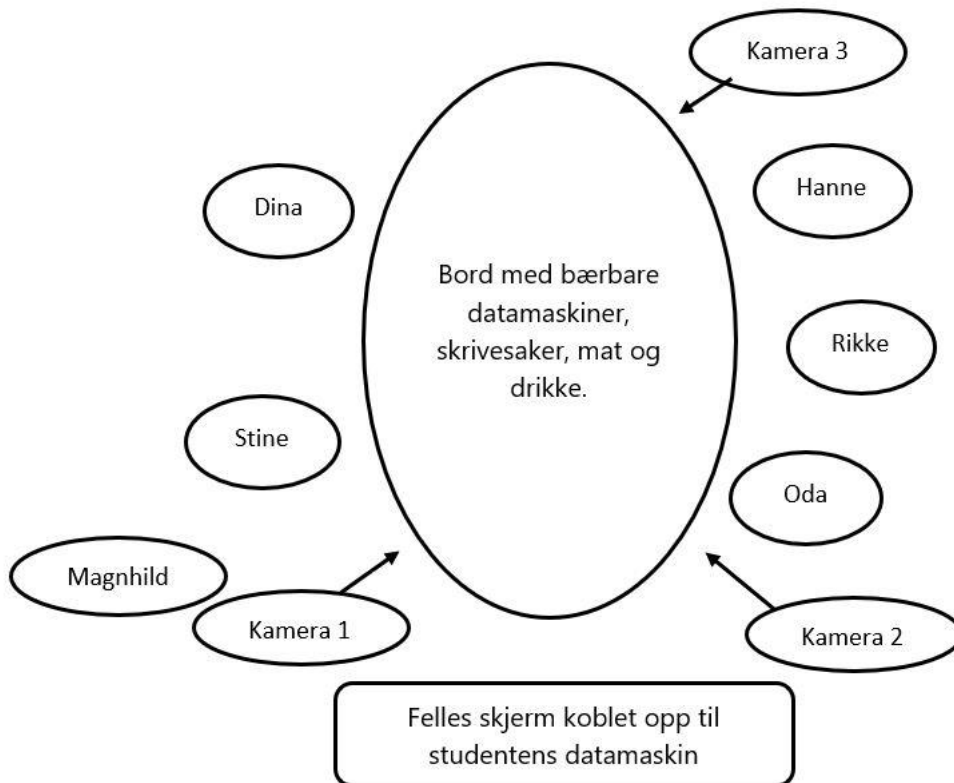 Kamera 3
Hanne
Dina
Bord med bærbare
datamaskiner,
skrivesaker, mat og
drikke.
Rikke
Stine
Oda
Magnhild
Kamera 1
Kamera 2
Felles skjerm koblet opp til
studentens datamaskin